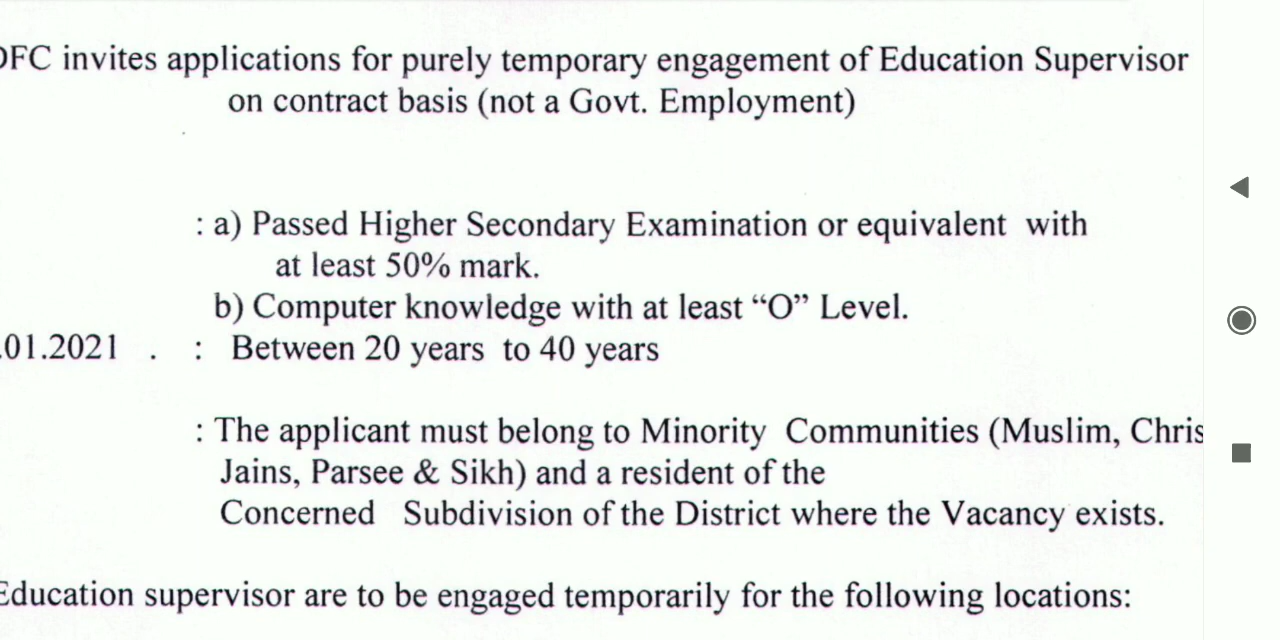 DFC invites applications for purely temporary engagement of Education Supervisor
on contract basis (not a Govt. Employment)
: a) Passed Higher Secondary Examination or equivalent with
at least 50% mark.
b) Computer knowledge with at least “O” Level.
.01.2021 . : Between 20 years to 40 years
: The applicant must belong to Minority Communities (Muslim, Chris
Jains, Parsee & Sikh) and a resident of the
Concerned Subdivision of the District where the Vacancy exists.
Education supervisor are to be engaged temporarily for the following locations: